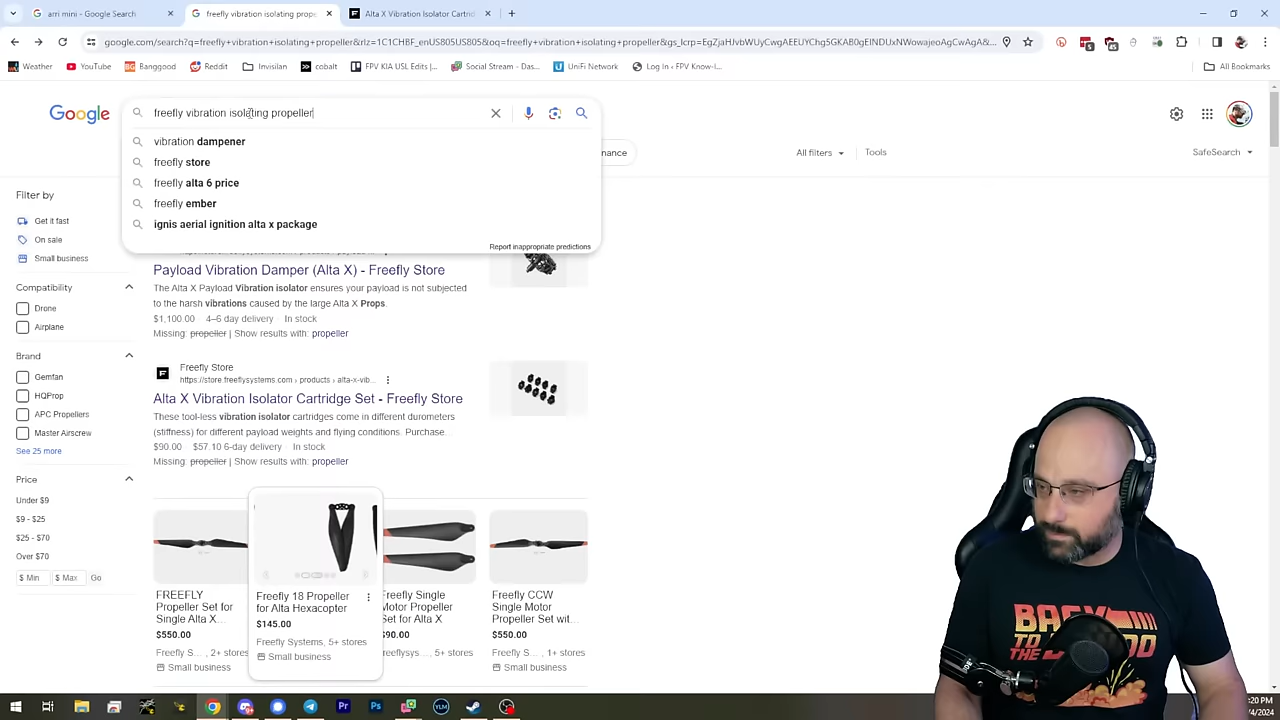 arri mini - Google Search
freefly vibration isolating propeller
Alta X Vibration Isolator Cartrid
google.com/search?q=freefly+vibration+isolating+propeller&rlz=1C1CHBF_enUS805US805&oq=freefly+vibration+isolating+propeller&gs_lcrp=EgZjaHJvbWUyCwgAEEUYChg5GKAB0gEINDUxNWowajeoAgCwAgA&...
Weather
YouTube
Banggood
Reddit
Invisilan
cobalt
FPV KIA USL Edits |...
Social Stream - Das...
UniFi Network
Log In ‹ FPV Know-l...
All Bookmarks
Google
freefly vibration isolating propeller
vibration dampener
freefly store
freefly alta 6 price
freefly ember
ignis aerial ignition alta x package
Report inappropriate predictions
nance
All filters
Tools
SafeSearch
Filter by
Get it fast
On sale
Small business
Compatibility
Drone
Airplane
Brand
Gemfan
HQProp
APC Propellers
Master Airscrew
See 25 more
Price
Under $9
$9 - $25
$25 - $70
Over $70
$ Min
$ Max
Go
Payload Vibration Damper (Alta X) - Freefly Store
The Alta X Payload Vibration isolator ensures your payload is not subjected
to the harsh vibrations caused by the large Alta X Props.
$1,100.00 4–6 day delivery In stock
Missing: propeller | Show results with: propeller
Freefly Store
https://store.freeflysystems.com › products › alta-x-vib...
Alta X Vibration Isolator Cartridge Set - Freefly Store
These tool-less vibration isolator cartridges come in different durometers
(stiffness) for different payload weights and flying conditions. Purchase...
$90.00 $57.10 6-day delivery In stock
Missing: propeller | Show results with: propeller
FREEFLY
Propeller Set for
Single Alta X...
$550.00
Freefly S... , 2+ stores
Small business
Freefly 18 Propeller
for Alta Hexacopter
$145.00
Freefly Systems, 5+ stores
Small business
Freefly Single
Motor Propeller
Set for Alta X
$90.00
freeflysys..., 5+ stores
Freefly CCW
Single Motor
Propeller Set wit...
$550.00
Freefly S... , 1+ stores
Small business
BACK
TO THE